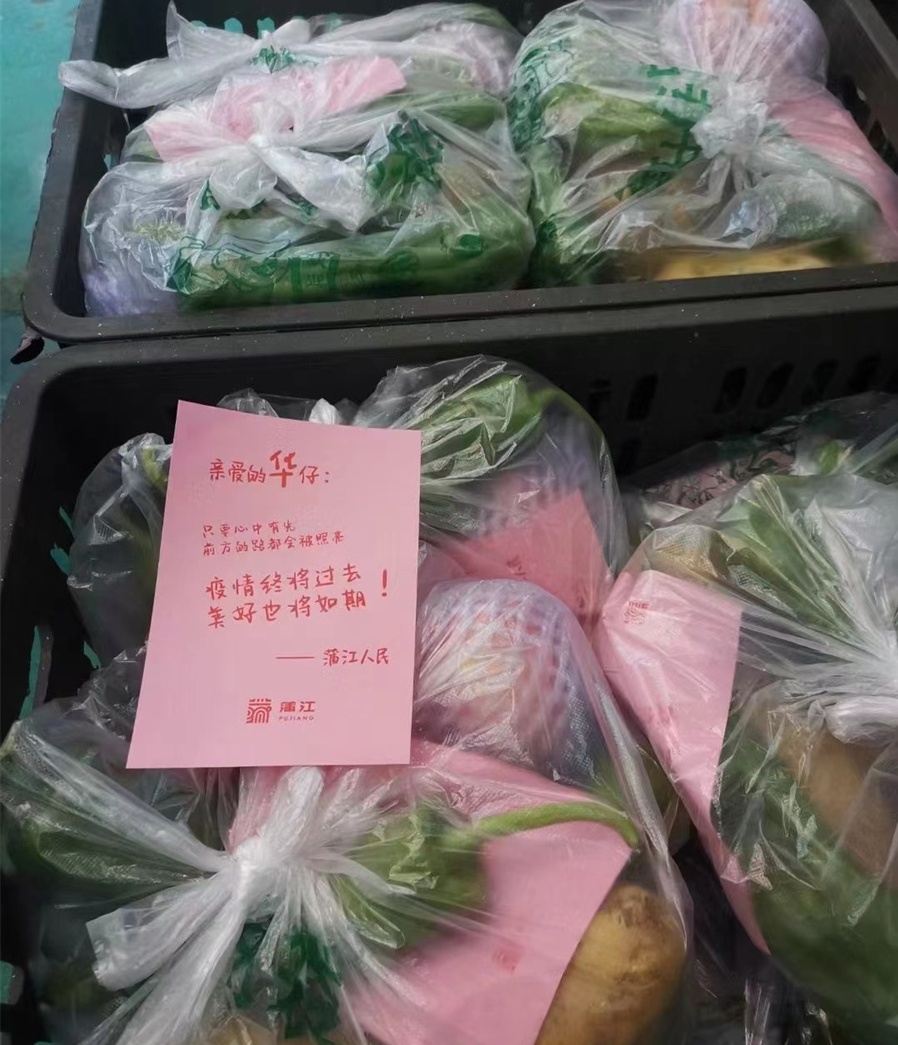 亲爱的华仔：
只要心中有光
前方的路都会被照亮
疫情终将过去！
美好也将如期！
—— 蒲江人民
蒲江
PUJIANG